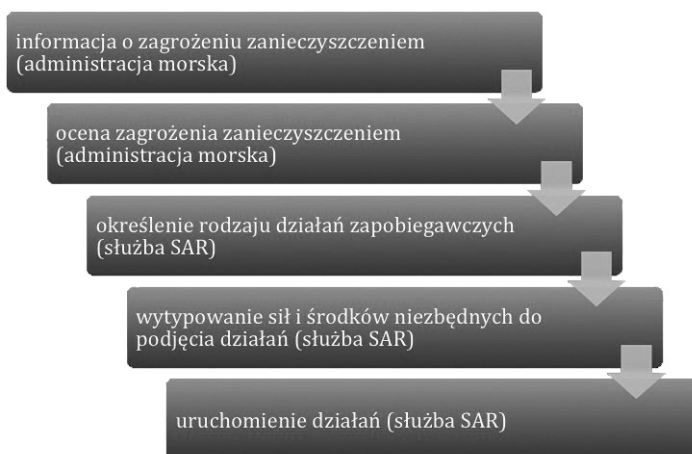 informacja o zagrożeniu zanieczyszczeniem
(administracja morska)
ocena zagrożenia zanieczyszczeniem
(administracja morska)
określenie rodzaju działań zapobiegawczych
(służba SAR)
wytypowanie sił i środków niezbędnych do
podjęcia działań (służba SAR)
uruchomienie działań (służba SAR)